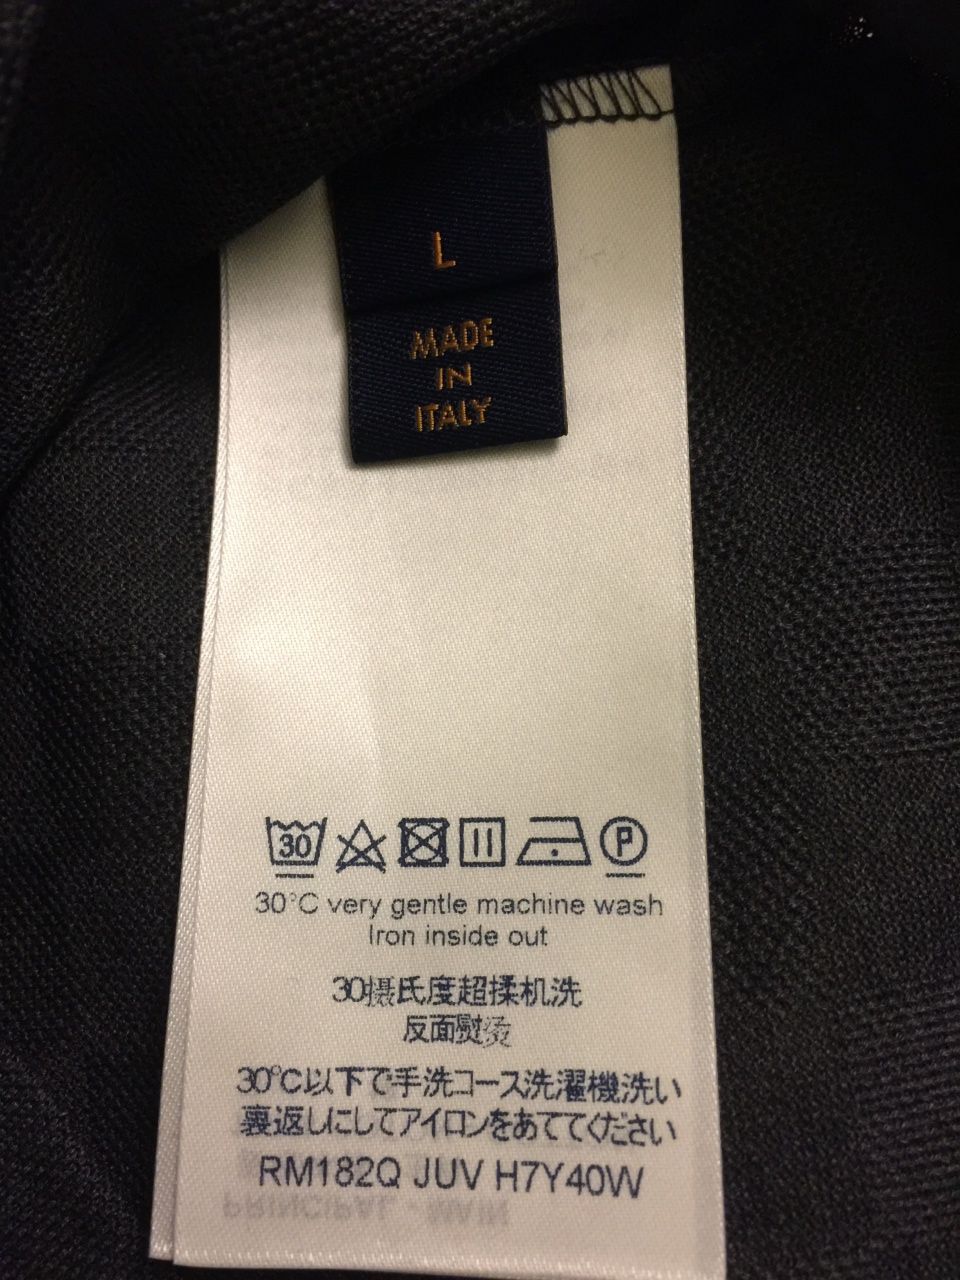 L
MADE
IN
ITALY
30 P
30°C very gentle machine wash
Iron inside out
30摄氏度超揉机洗
反面熨烫
30°C以下で手洗コース洗濯機洗い
裏返しにしてアイロンをあててください
RM182Q JUV H7Y40W
PRINCIPAL - MAIN